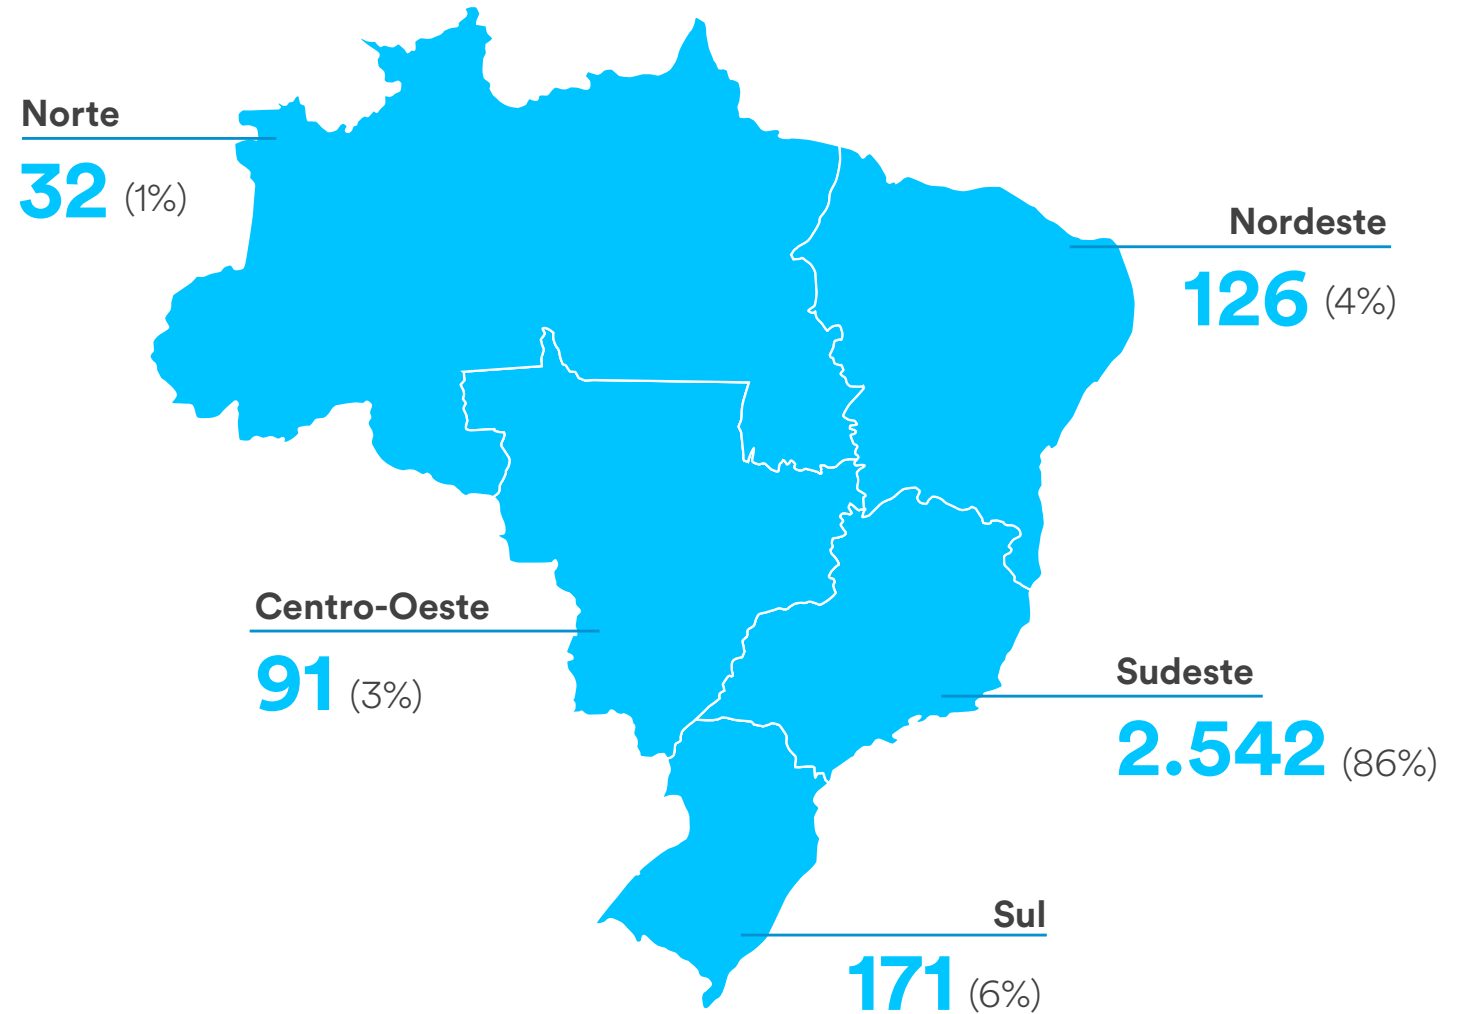 Norte
32 (1%)
Nordeste
126 (4%)
Centro-Oeste
91 (3%)
Sudeste
2.542 (86%)
Sul
171 (6%)